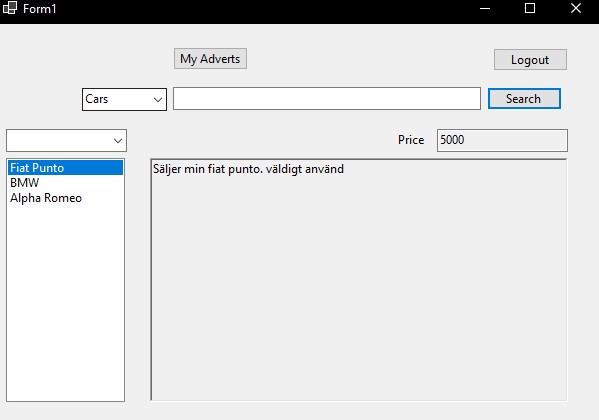 Form1
My Adverts
Logout
Cars
Search
Price
5000
Fiat Punto
BMW
Alpha Romeo
Säljer min fiat punto. väldigt använd